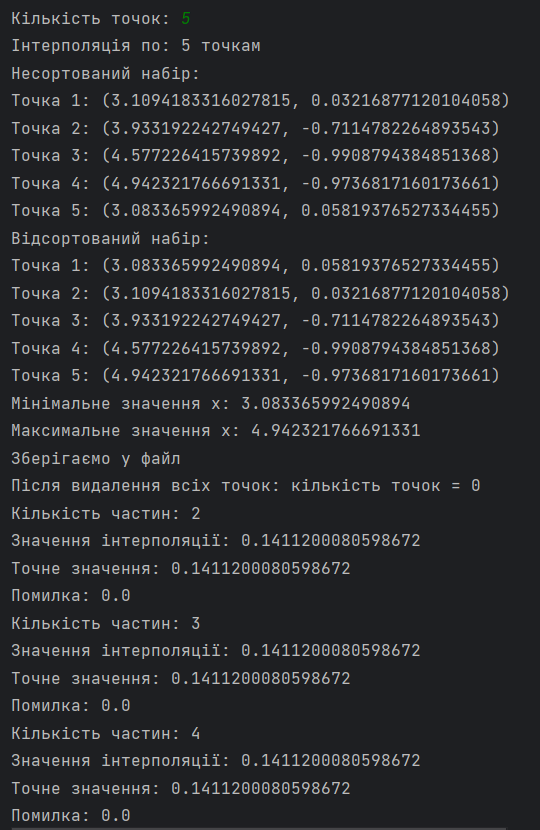 Кількість точок: 5
Інтерполяція по: 5 точкам
Несортований набір:
Точка 1: (3.1094183316027815, 0.03216877120104058)
Точка 2: (3.933192242749427, -0.7114782264893543)
Точка 3: (4.577226415739892, -0.9908794384851368)
Точка 4: (4.942321766691331, -0.9736817160173661)
Точка 5: (3.083365992490894, 0.05819376527334455)
Відсортований набір:
Точка 1: (3.083365992490894, 0.05819376527334455)
Точка 2: (3.1094183316027815, 0.03216877120104058)
Точка 3: (3.933192242749427, -0.7114782264893543)
Точка 4: (4.577226415739892, -0.9908794384851368)
Точка 5: (4.942321766691331, -0.9736817160173661)
Мінімальне значення x: 3.083365992490894
Максимальне значення x: 4.942321766691331
Зберігаємо у файл
Після видалення всіх точок: кількість точок = 0
Кількість частин: 2
Значення інтерполяції: 0.1411200080598672
Точне значення: 0.1411200080598672
Помилка: 0.0
Кількість частин: 3
Значення інтерполяції: 0.1411200080598672
Точне значення: 0.1411200080598672
Помилка: 0.0
Кількість частин: 4
Значення інтерполяції: 0.1411200080598672
Точне значення: 0.1411200080598672
Помилка: 0.0